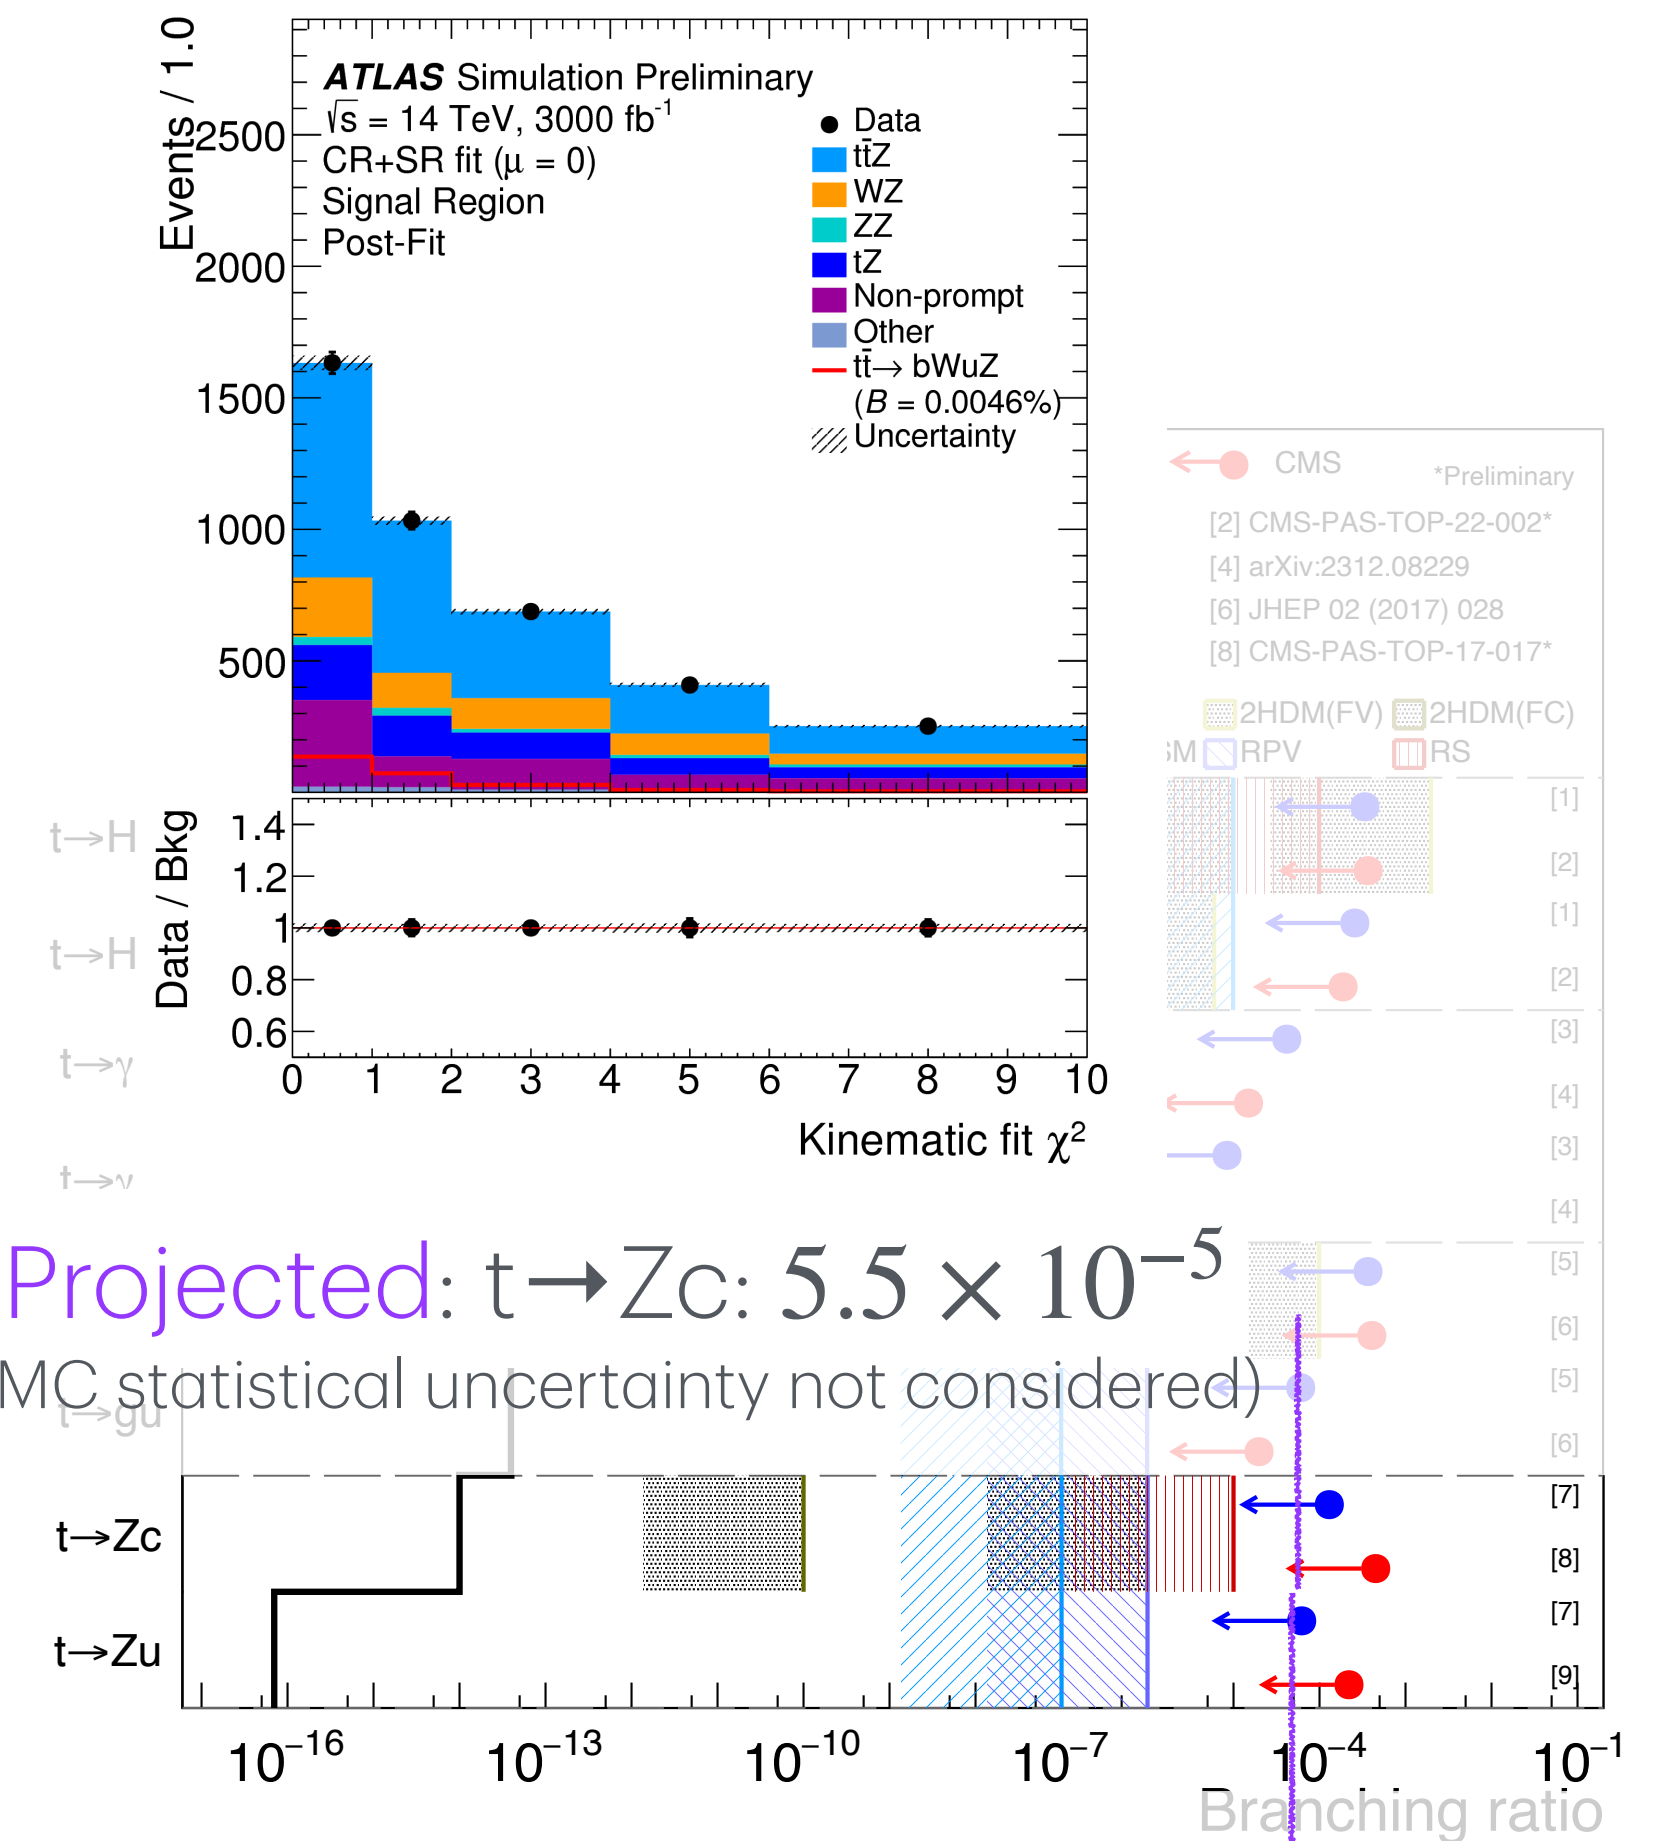 Events / 1.0
ATLAS Simulation Preliminary
√s = 14 TeV, 3000 fb⁻¹
CR+SR fit (μ = 0)
Signal Region
Post-Fit
Data
tt̄Z
WZ
ZZ
tZ
Non-prompt
Other
tt̄→ bWuZ
(B = 0.0046%)
Uncertainty
2500
2000
1500
1000
500
Data / Bkg
1.4
1.2
1
0.8
0.6
0 1 2 3 4 5 6 7 8 9 10
Kinematic fit χ²
CMS
*Preliminary
[2] CMS-PAS-TOP-22-002*
[4] arXiv:2312.08229
[6] JHEP 02 (2017) 028
[8] CMS-PAS-TOP-17-017*
2HDM(FV) 2HDM(FC)
SM RPV RS
t→H
[1]
[2]
t→H
[1]
[2]
t→γ
[3]
[4]
t→γ
[3]
[4]
Projected: t→Zc: 5.5 × 10⁻⁵
[5]
[6]
MC statistical uncertainty not considered)
t→gu
[5]
[6]
t→Zc
[7]
[8]
t→Zu
[7]
[9]
10⁻¹⁶ 10⁻¹³ 10⁻¹⁰ 10⁻⁷ 10⁻⁴ 10⁻¹
Branching ratio